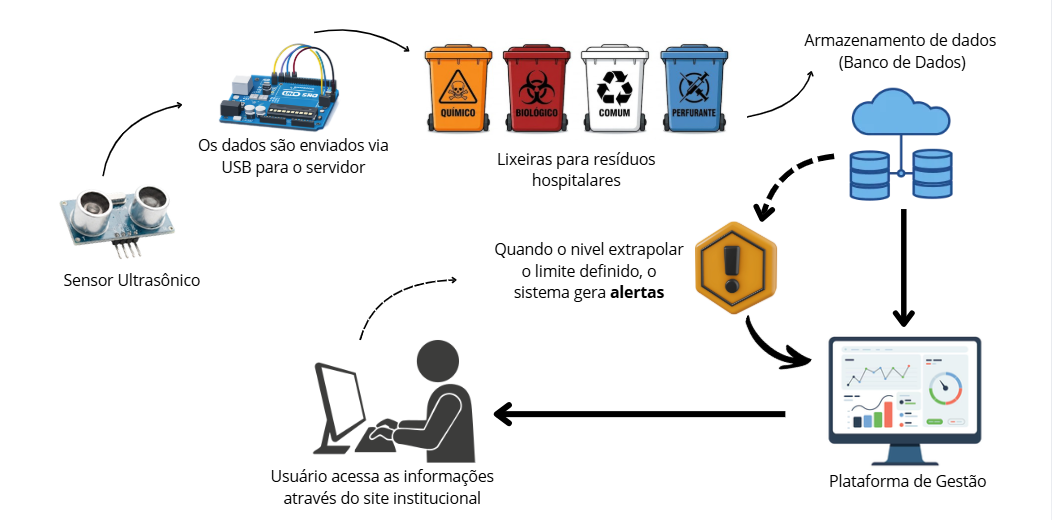 Armazenamento de dados
(Banco de Dados)
QUÍMICO
BIOLÓGICO
COMUM
PERFURANTE
Os dados são enviados via
USB para o servidor
Lixeiras para resíduos
hospitalares
Sensor Ultrasônico
Quando o nivel extrapolar
o limite definido, o
sistema gera alertas
Usuário acessa as informações
através do site institucional
Plataforma de Gestão